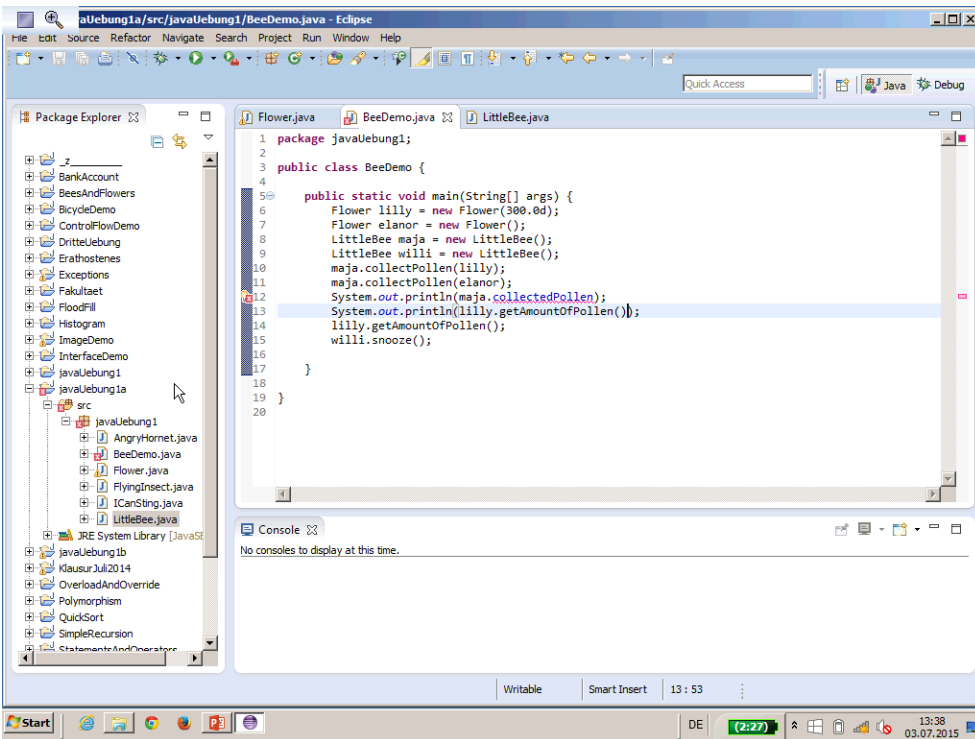 aUebung1a/src/javaUebung1/BeeDemo.java - Eclipse
File Edit Source Refactor Navigate Search Project Run Window Help
Quick Access
Java
Debug
Package Explorer
_z_________
BankAccount
BeesAndFlowers
BicycleDemo
ControlFlowDemo
DritteUebung
Erathostenes
Exceptions
Fakultaet
FloodFill
Histogram
ImageDemo
InterfaceDemo
javaUebung1
javaUebung1a
src
javaUebung1
AngryHornet.java
BeeDemo.java
Flower.java
FlyingInsect.java
ICanSting.java
LittleBee.java
JRE System Library [JavaSE
javaUebung1b
KlausurJuli2014
OverloadAndOverride
Polymorphism
QuickSort
SimpleRecursion
StatementsAndOperators
Flower.java BeeDemo.java LittleBee.java
1 package javaUebung1;
2
3 public class BeeDemo {
4
5 public static void main(String[] args) {
6 Flower lilly = new Flower(300.0d);
7 Flower elanor = new Flower();
8 LittleBee maja = new LittleBee();
9 LittleBee willi = new LittleBee();
10 maja.collectPollen(lilly);
11 maja.collectPollen(elanor);
12 System.out.println(maja.collectedPollen);
13 System.out.println(lilly.getAmountOfPollen());
14 lilly.getAmountOfPollen();
15 willi.snooze();
16
17 }
18
19 }
20
Console
No consoles to display at this time.
Writable Smart Insert 13 : 53
Start
DE
(2:27)
13:38
03.07.2015